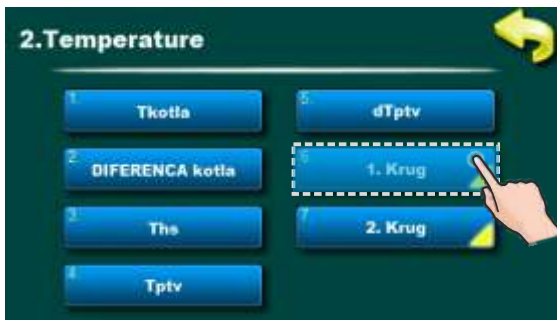 2.Temperature
1. Tkotla
2. DIFERENCA kotla
3. Ths
4. Tptv
5. dTptv
6. 1. Krug
7. 2. Krug